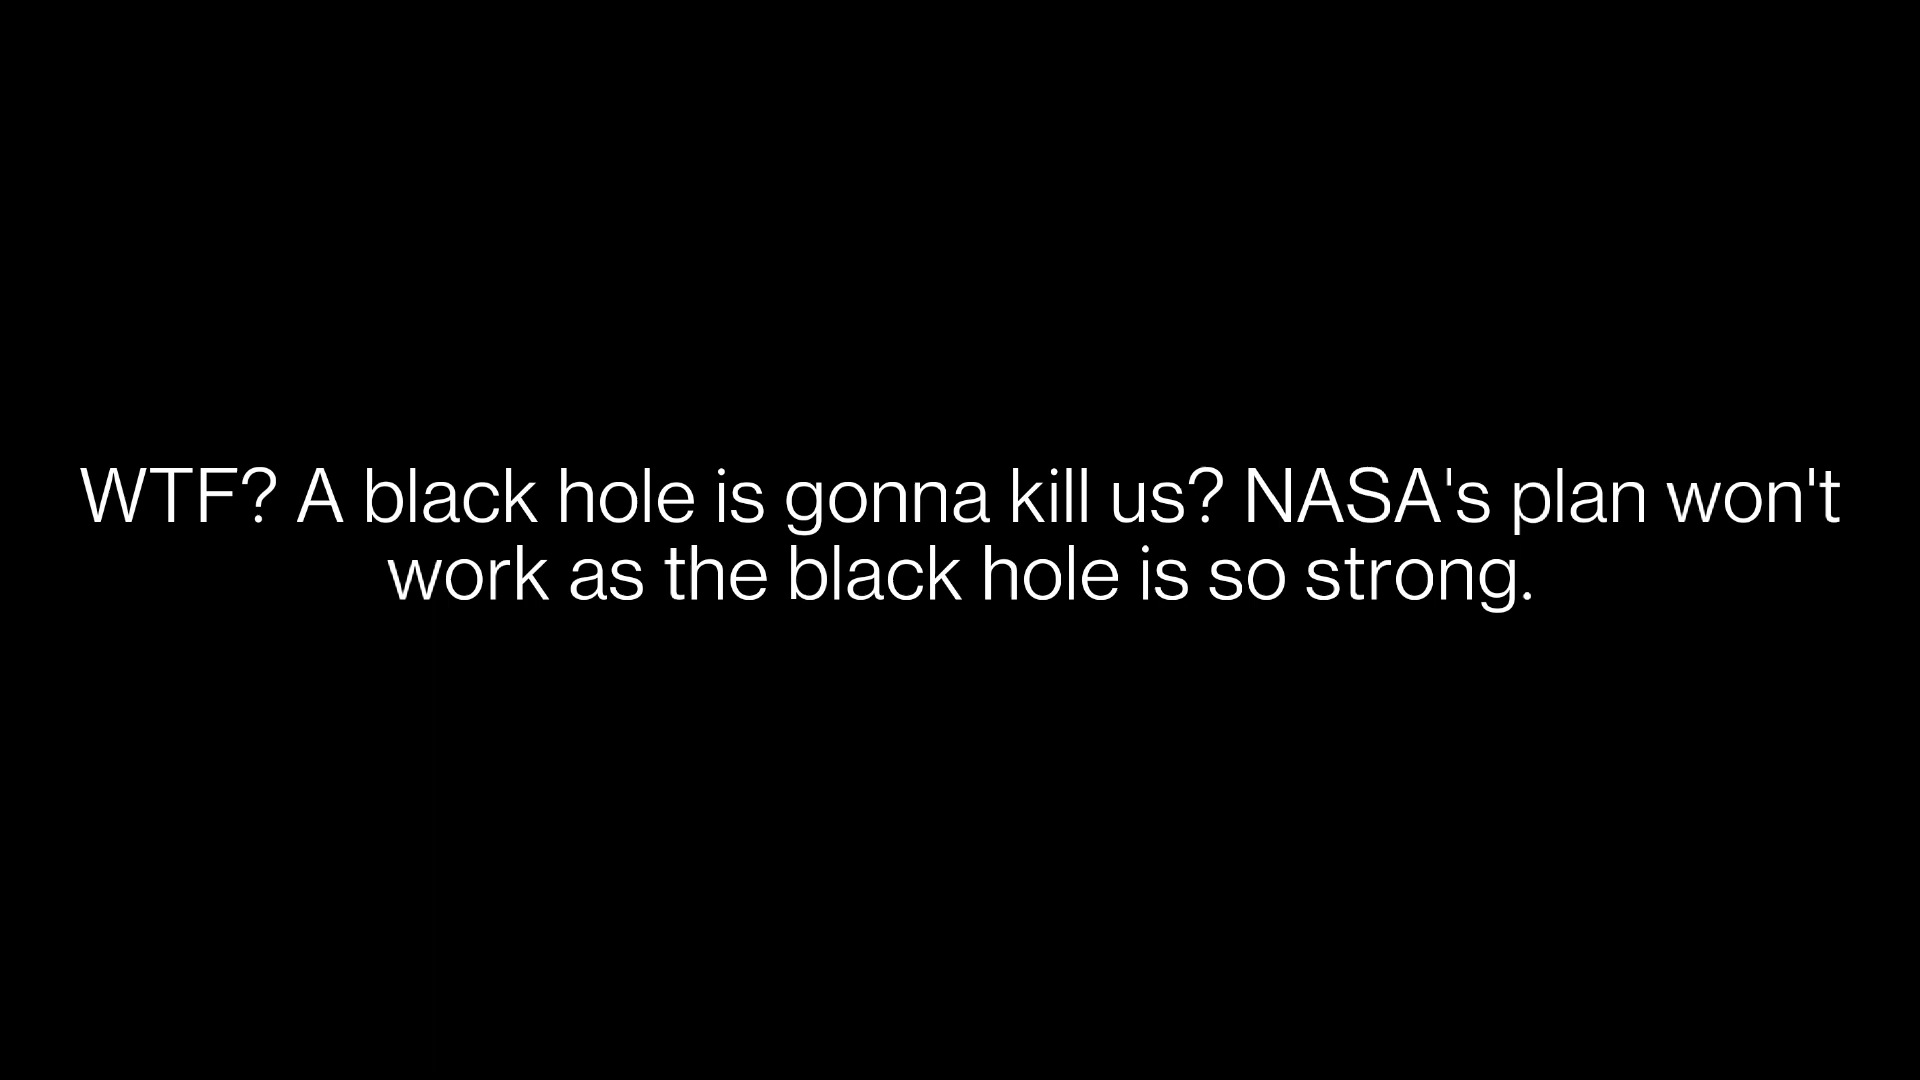 WTF? A black hole is gonna kill us? NASA's plan won't
work as the black hole is so strong.